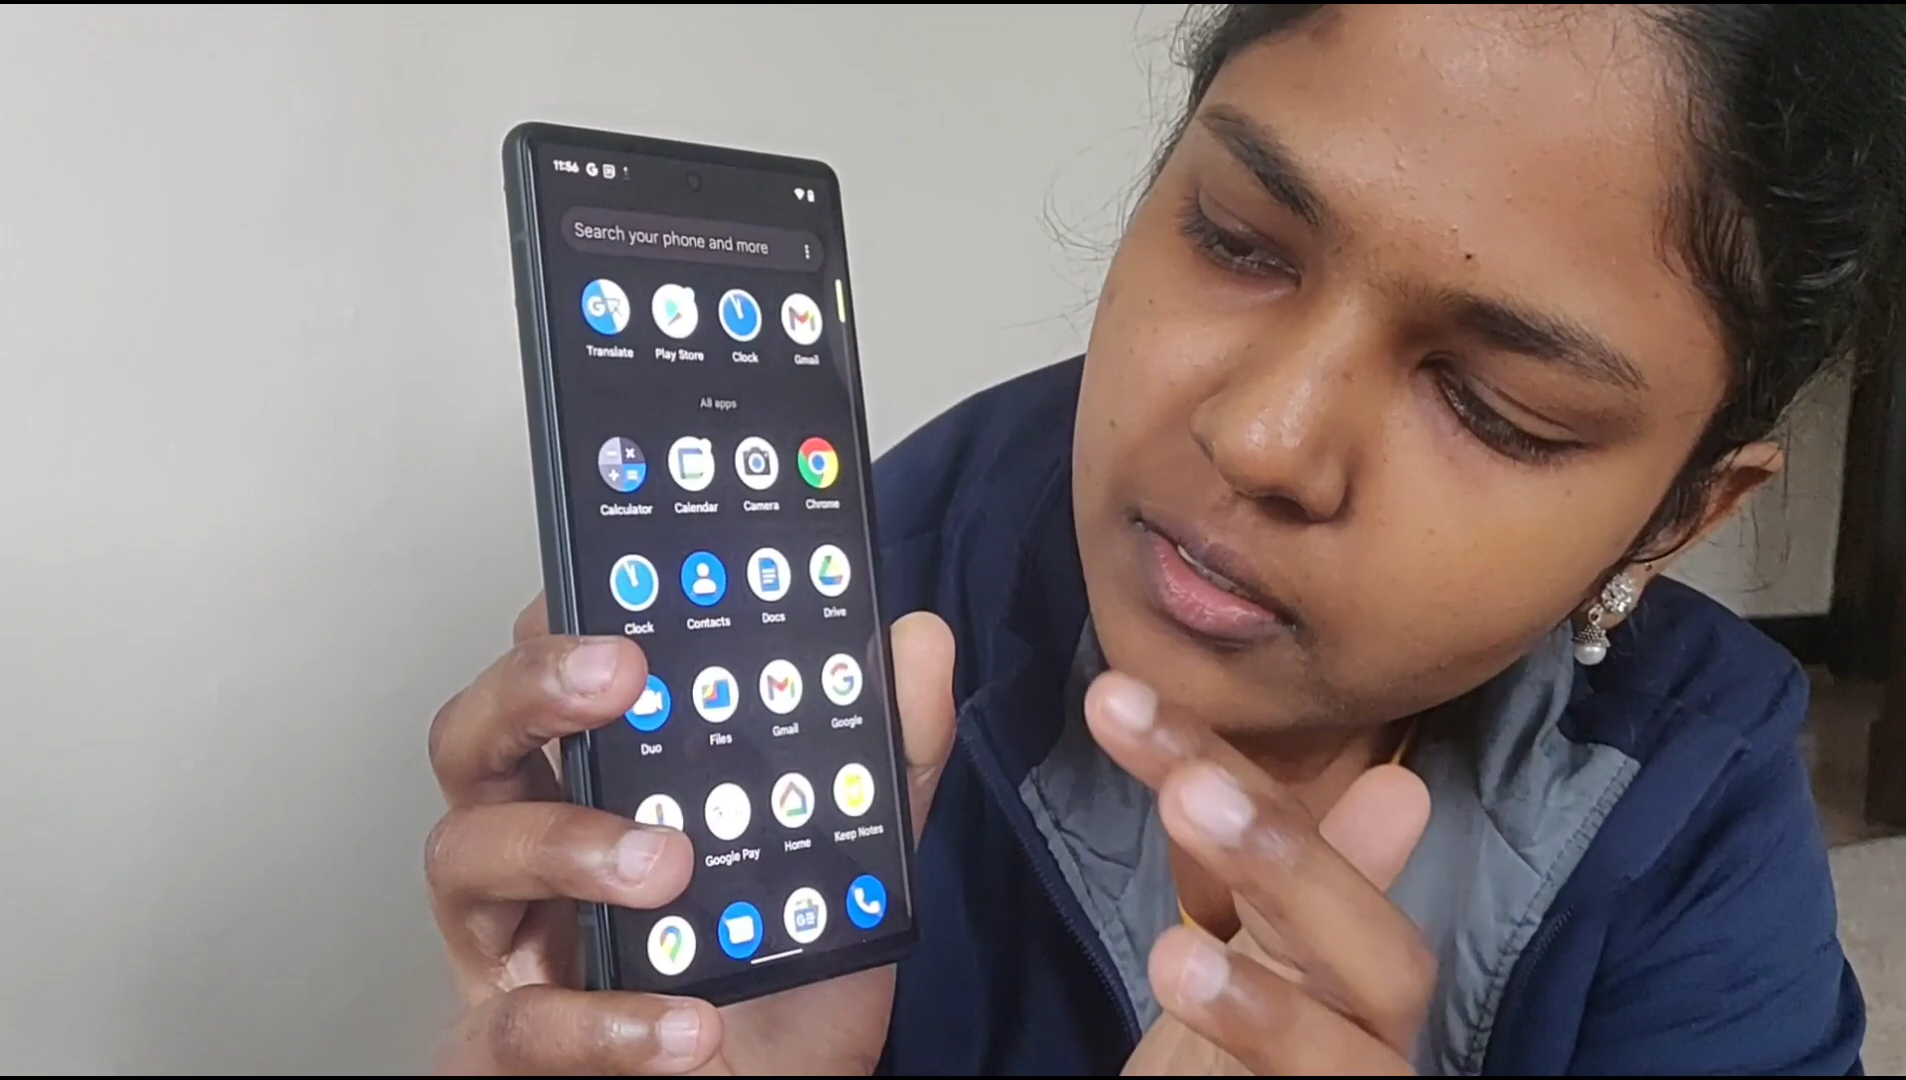 11:56
Search your phone and more
Translate Play Store Clock Gmail
All apps
Calculator Calendar Camera Chrome
Clock Contacts Docs Drive
Duo Files Gmail Google
Google Pay Home Keep Notes